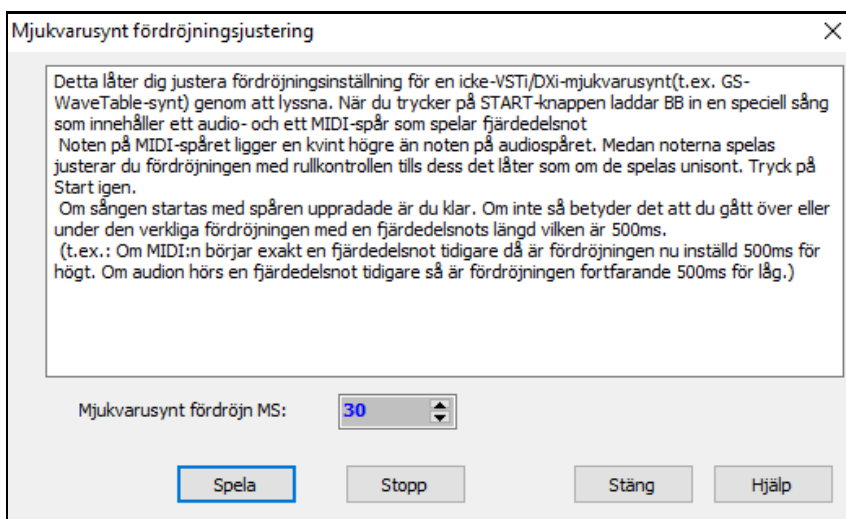 Mjukvarusynt fördröjningsjustering
Detta låter dig justera fördröjningsinställning för en icke-VSTi/DXi-mjukvarusynt(t.ex. GS-
WaveTable-synt) genom att lyssna. När du trycker på START-knappen laddar BB in en speciell sång
som innehåller ett audio- och ett MIDI-spår som spelar fjärdedelsnot
Noten på MIDI-spåret ligger en kvint högre än noten på audiospåret. Medan noterna spelas
justerar du fördröjningen med rullkontrollen tills dess det låter som om de spelas unisont. Tryck på
Start igen.
Om sången startas med spåren uppradade är du klar. Om inte så betyder det att du gått över eller
under den verkliga fördröjningen med en fjärdedelsnots längd vilken är 500ms.
(t.ex.: Om MIDI:n börjar exakt en fjärdedelsnot tidigare då är fördröjningen nu inställd 500ms för
högt. Om audion hörs en fjärdedelsnot tidigare så är fördröjningen fortfarande 500ms för låg.)
Mjukvarusynt fördröjn MS: 30
Spela Stopp Stäng Hjälp